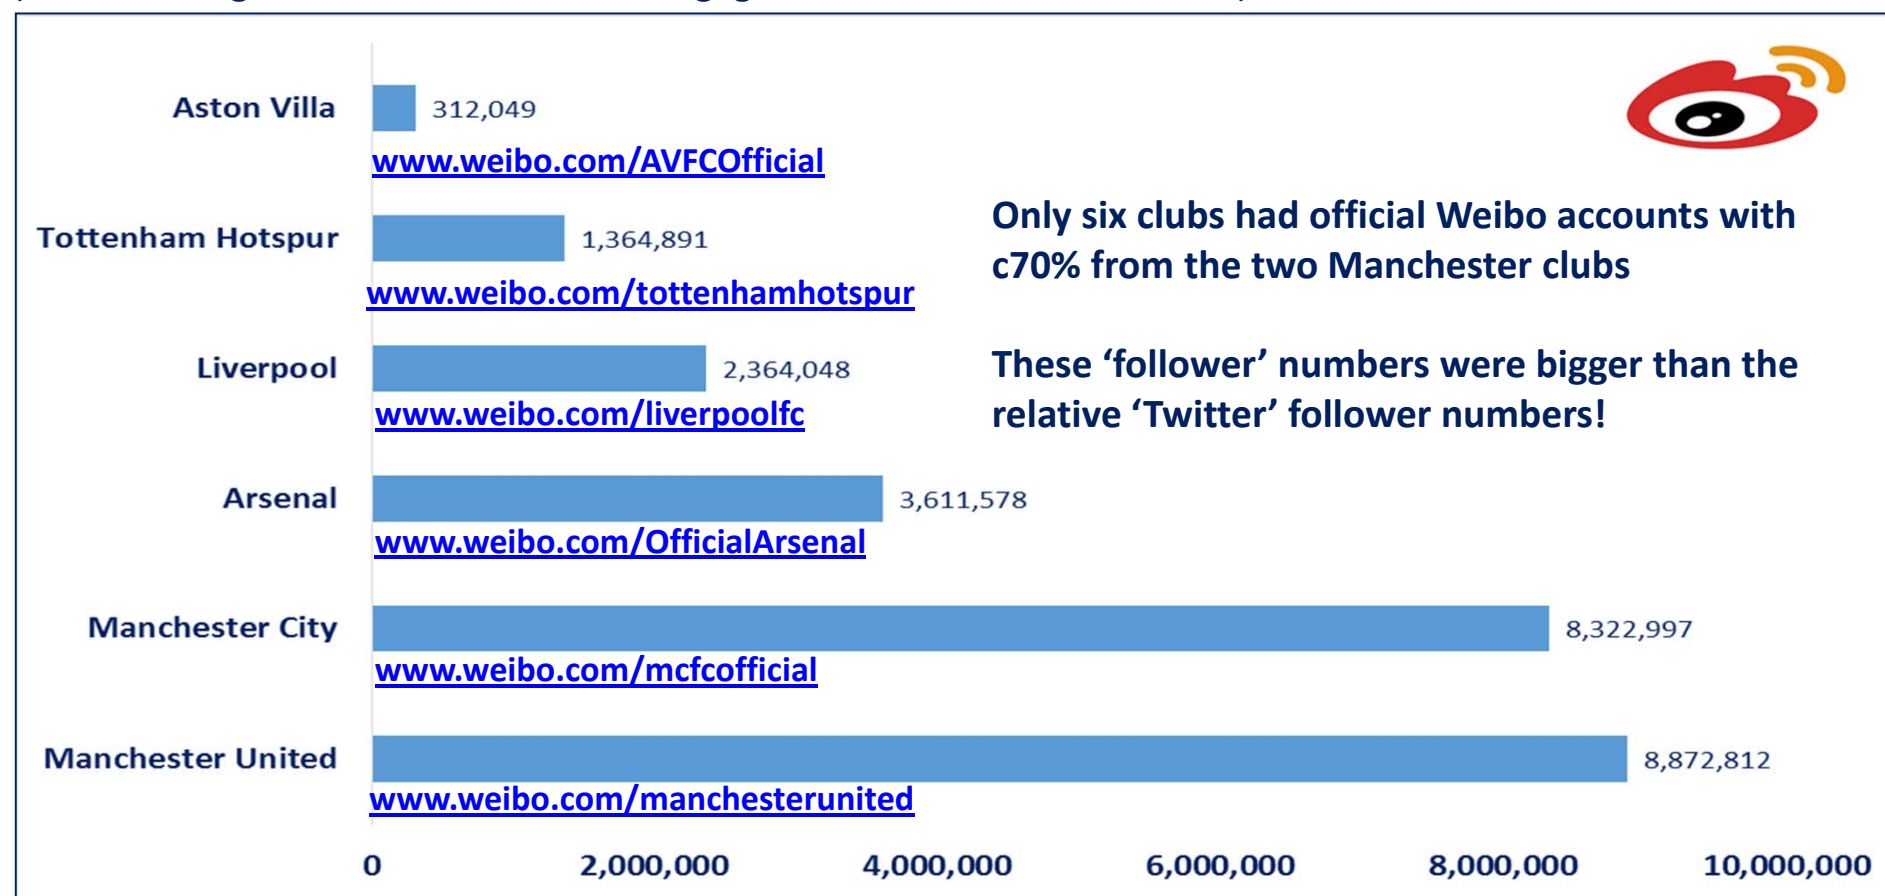 Aston Villa
312,049
www.weibo.com/AVFCOfficial
Only six clubs had official Weibo accounts with
c70% from the two Manchester clubs
Tottenham Hotspur
1,364,891
www.weibo.com/tottenhamhotspur
These ‘follower’ numbers were bigger than the
relative ‘Twitter’ follower numbers!
Liverpool
2,364,048
www.weibo.com/liverpoolfc
Arsenal
3,611,578
www.weibo.com/OfficialArsenal
Manchester City
8,322,997
www.weibo.com/mcfcofficial
Manchester United
8,872,812
www.weibo.com/manchesterunited
0 2,000,000 4,000,000 6,000,000 8,000,000 10,000,000